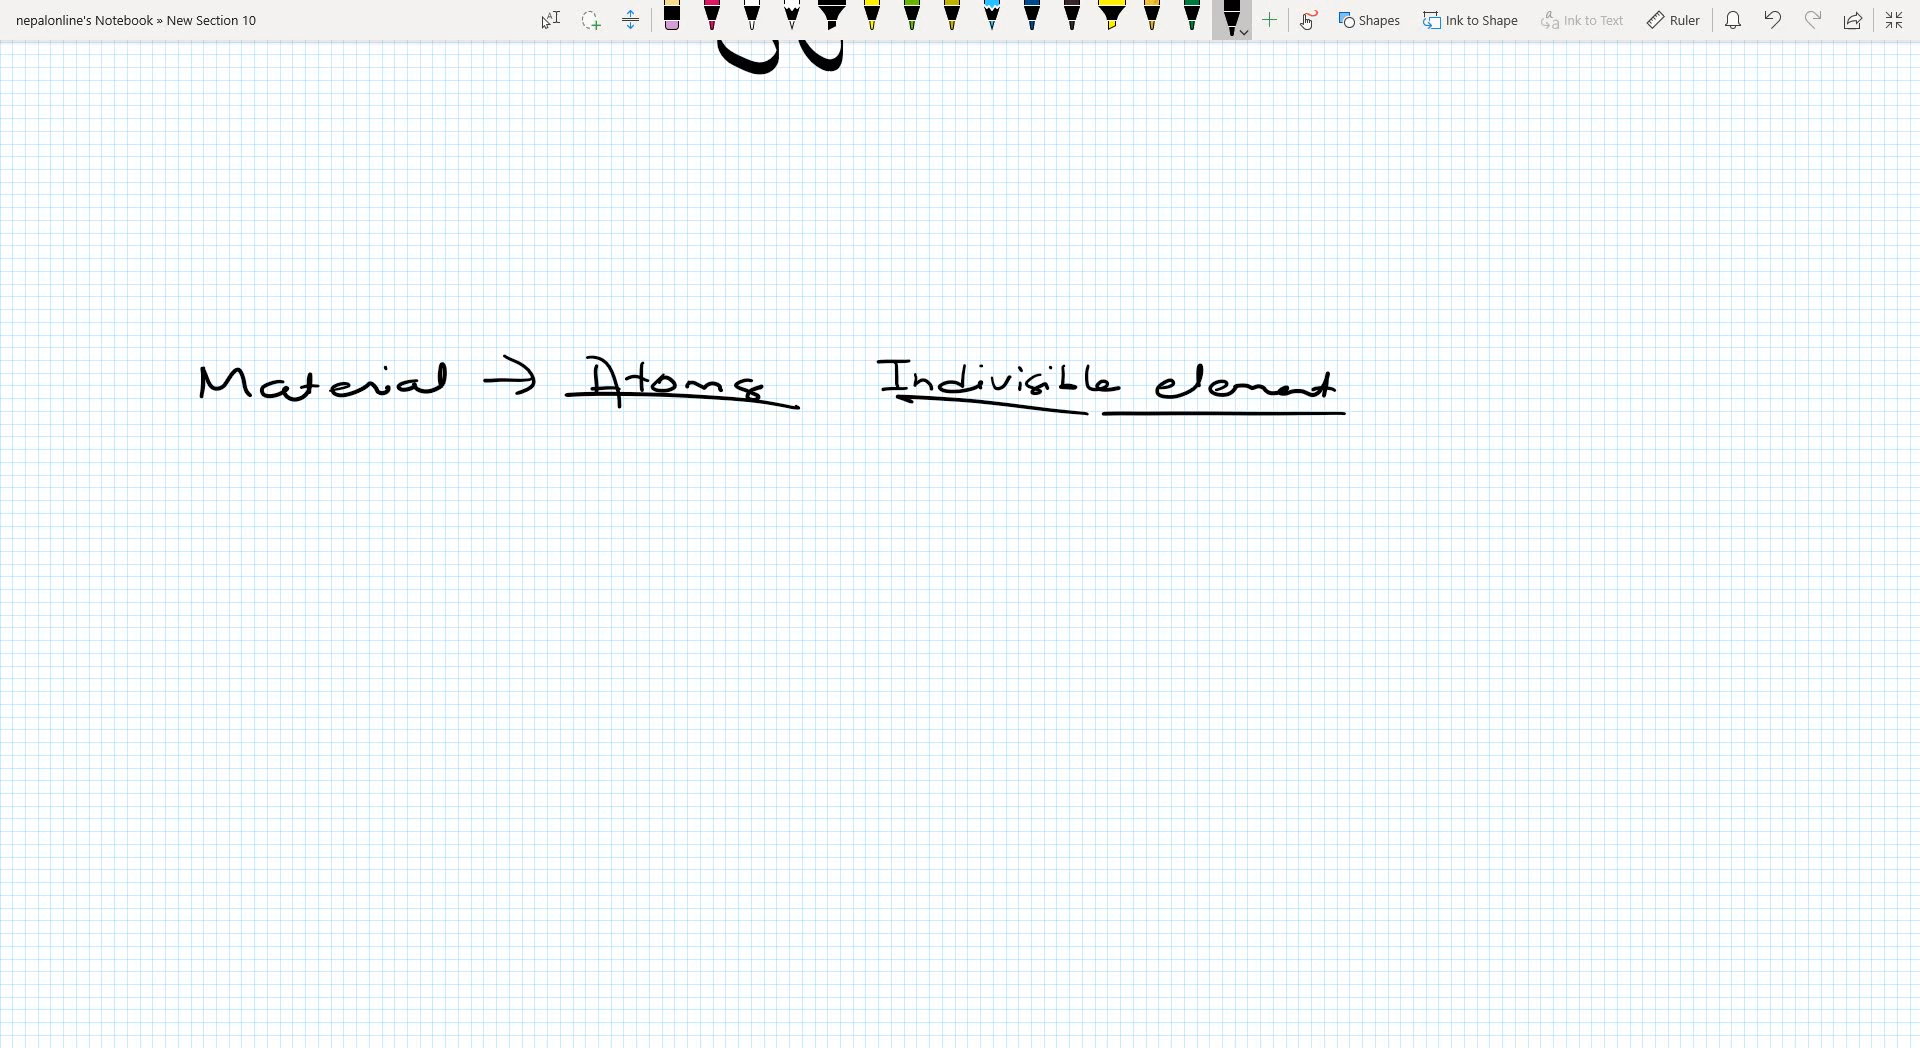 nepalonline's Notebook » New Section 10
Shapes
Ink to Shape
Ink to Text
Ruler
Material → Atoms Indivisible element